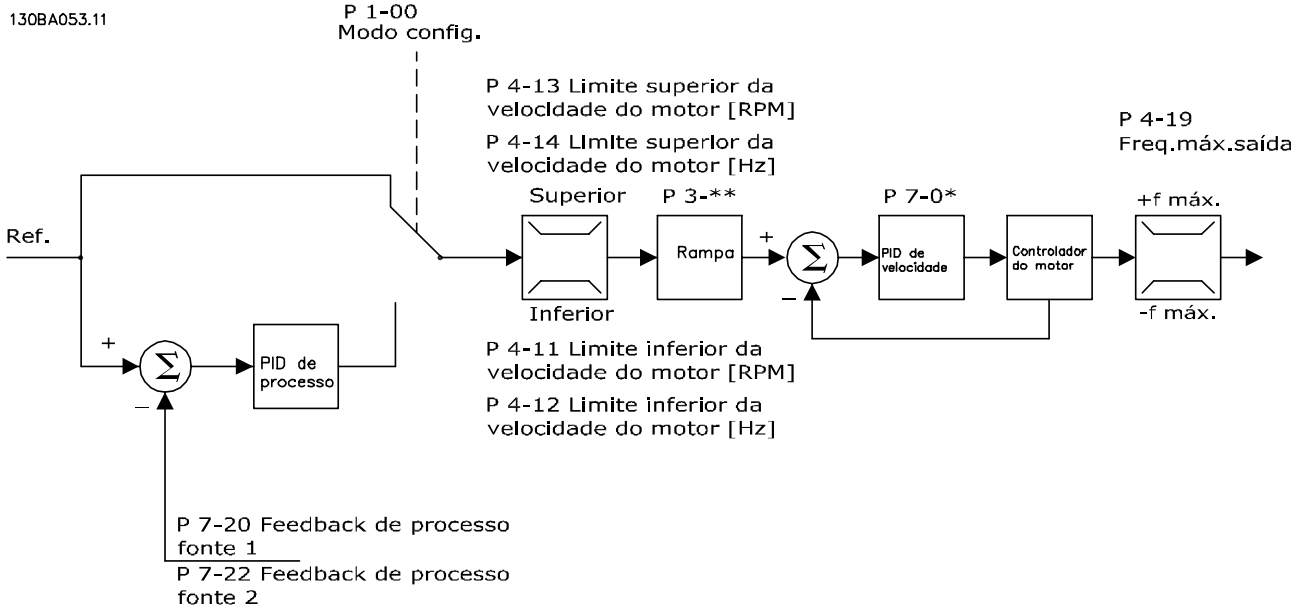 130BA053.11
P 1-00
Modo config.
P 4-13 Limite superior da
velocidade do motor [RPM]
P 4-14 Limite superior da
velocidade do motor [Hz]
P 4-19
Freq.máx.saída
Superior
P 3-**
P 7-0*
+f máx.
Ref.
Rampa
+
Σ
PID de
velocidade
Controlador
do motor
–
Inferior
-f máx.
+
Σ
PID de
processo
–
P 4-11 Limite inferior da
velocidade do motor [RPM]
P 4-12 Limite inferior da
velocidade do motor [Hz]
P 7-20 Feedback de processo
fonte 1
P 7-22 Feedback de processo
fonte 2